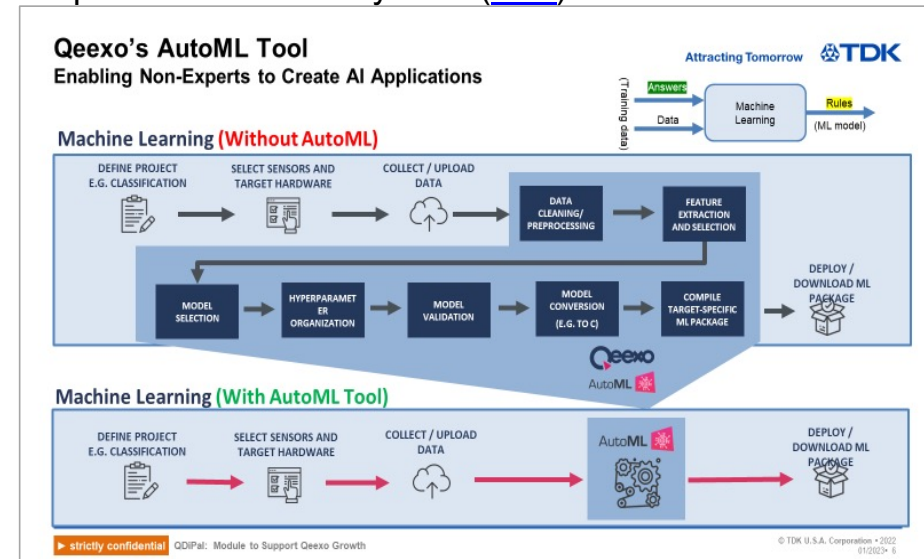 Qeexo's AutoML Tool
Enabling Non-Experts to Create AI Applications
Attracting Tomorrow TDK
(Training data)
Answers
Data
Machine
Learning
Rules
(ML model)
Machine Learning (Without AutoML)
DEFINE PROJECT
E.G. CLASSIFICATION
SELECT SENSORS AND
TARGET HARDWARE
COLLECT / UPLOAD
DATA
DATA
CLEANING/
PREPROCESSING
FEATURE
EXTRACTION
AND SELECTION
MODEL
SELECTION
HYPERPARAMET
ER
ORGANIZATION
MODEL
VALIDATION
MODEL
CONVERSION
(E.G. TO C)
COMPILE
TARGET-SPECIFIC
ML PACKAGE
DEPLOY /
DOWNLOAD ML
PACKAGE
Qeexo
AutoML
Machine Learning (With AutoML Tool)
DEFINE PROJECT
E.G. CLASSIFICATION
SELECT SENSORS AND
TARGET HARDWARE
COLLECT / UPLOAD
DATA
AutoML
DEPLOY /
DOWNLOAD ML
PACKAGE
strictly confidential QDiPal: Module to Support Qeexo Growth
© TDK U.S.A. Corporation • 2022
01/2023• 6